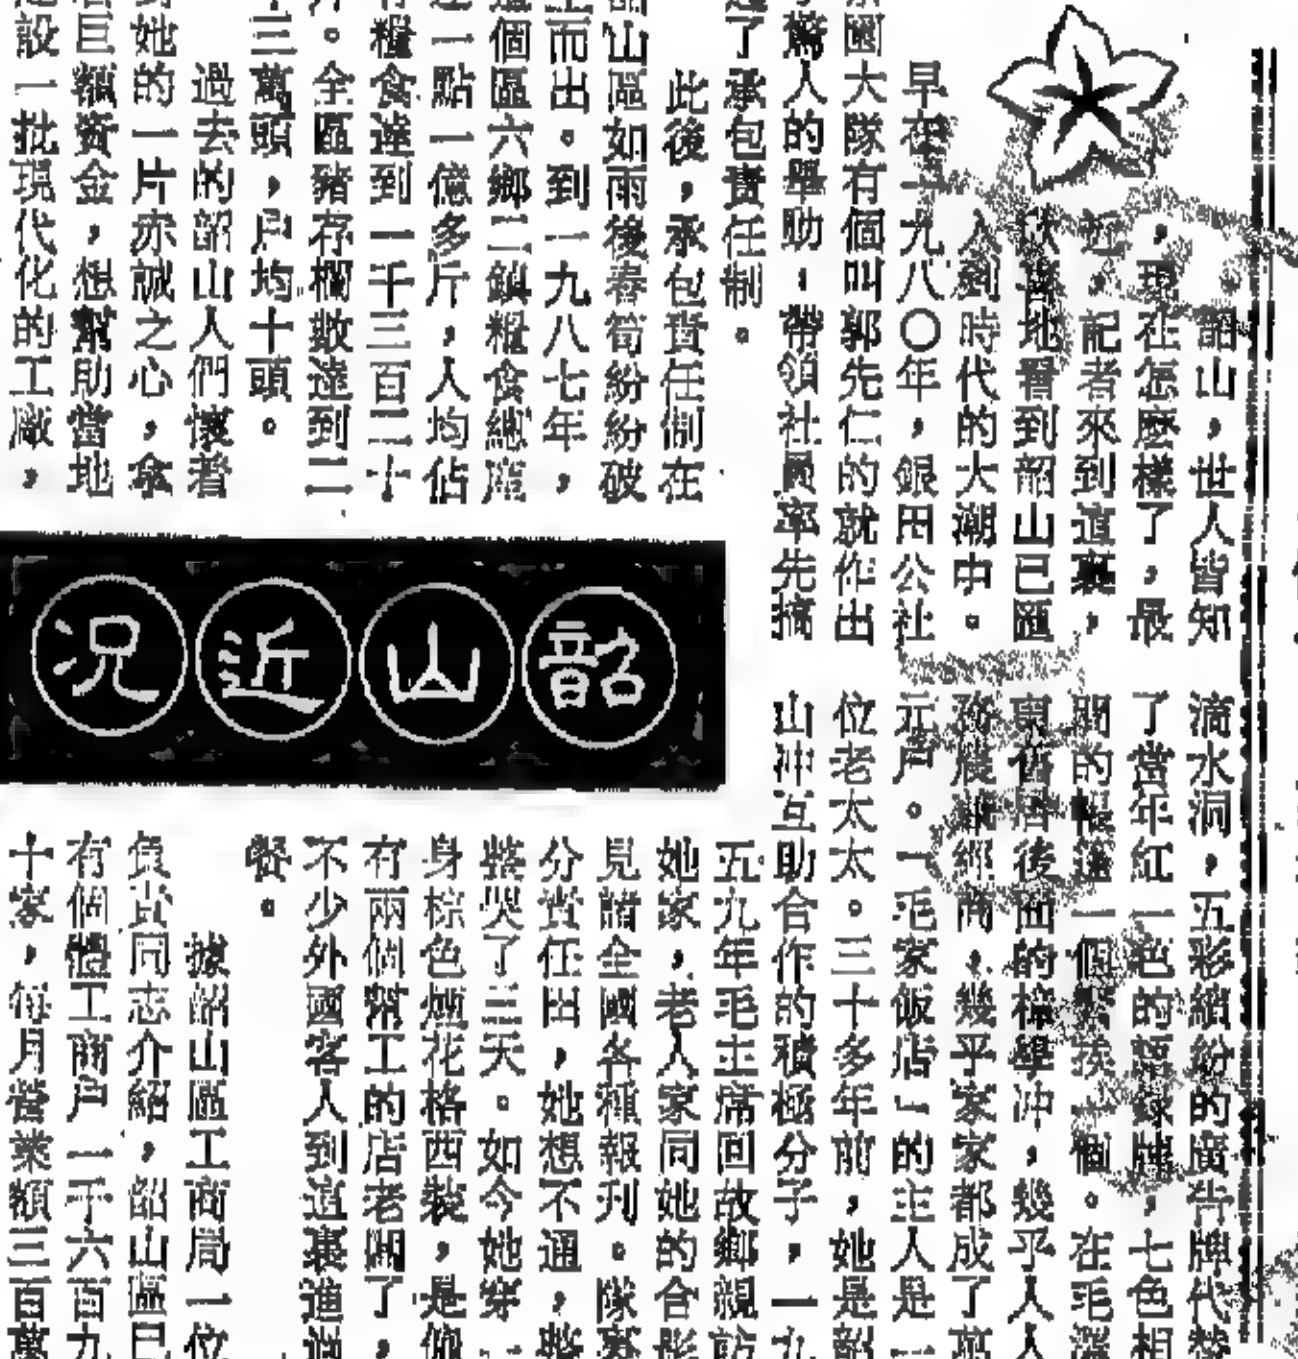 韶山，世人皆知
，現在怎麼樣了，最
近，記者來到這裏，
欣喜地看到韶山已匯
入到時代的大潮中。
早在一九八〇年，銀田公社
園大隊有個叫郭先仁的就作出
驚人的舉動，帶領社員率先搞
了承包責任制。
此後，承包責任制在
韶山區如雨後春筍紛紛破
土而出。到一九八七年，
這個區六鄉二鎮糧食總產
一點一億多斤，人均佔
有糧食達到一千三百二十
斤。全區豬存欄數達到二
十三萬頭，戶均十頭。
過去的韶山人們懷着
她的一片赤誠之心，拿
巨額資金，想幫助當地
設一批現代化的工廠，
韶山近况
滴水洞，五彩繽紛的廣告牌代替
了當年紅一色的語錄牌，七色相
間的帳篷一個緊挨一個。在毛澤
東舊居後面的學冲，幾乎人人
務農兼經商，幾乎家家都成了萬
元戶。「毛家飯店」的主人是一
位老太太。三十多年前，她是韶
山冲互助合作的積極分子，一九
五九年毛主席回故鄉親訪
她家，老人家同她的合影
見諸全國各種報刊。隊裏
分責任田，她想不通，整
整哭了三天。如今她穿一
身棕色煙花格西裝，是僱
有兩個幫工的店老闆了，
不少外國客人到這裏進過
餐。
據韶山區工商局一位
負責同志介紹，韶山區已
有個體工商戶一千六百九
十家，每月營業額三百萬